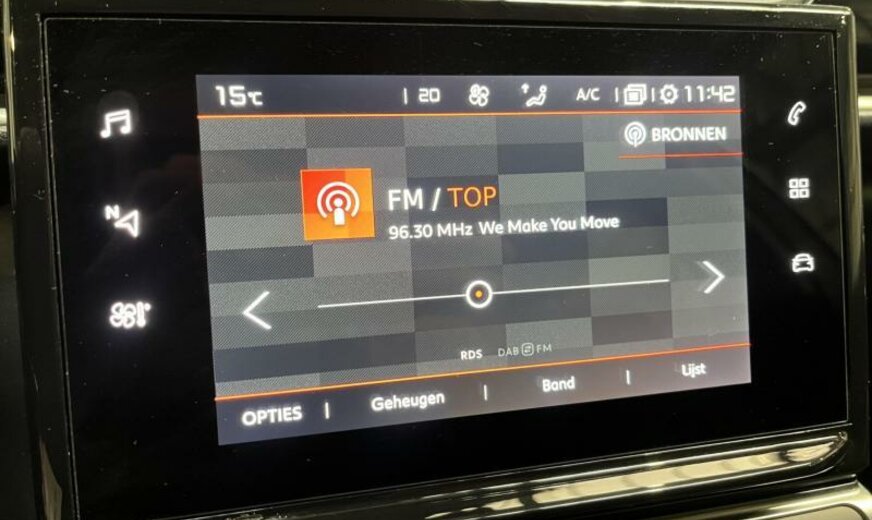 15°C | 20 A/C | | 11:42
BRONNEN
FM / TOP
96.30 MHz We Make You Move
N
RDS DAB FM
OPTIES | Geheugen | Band | Lijst